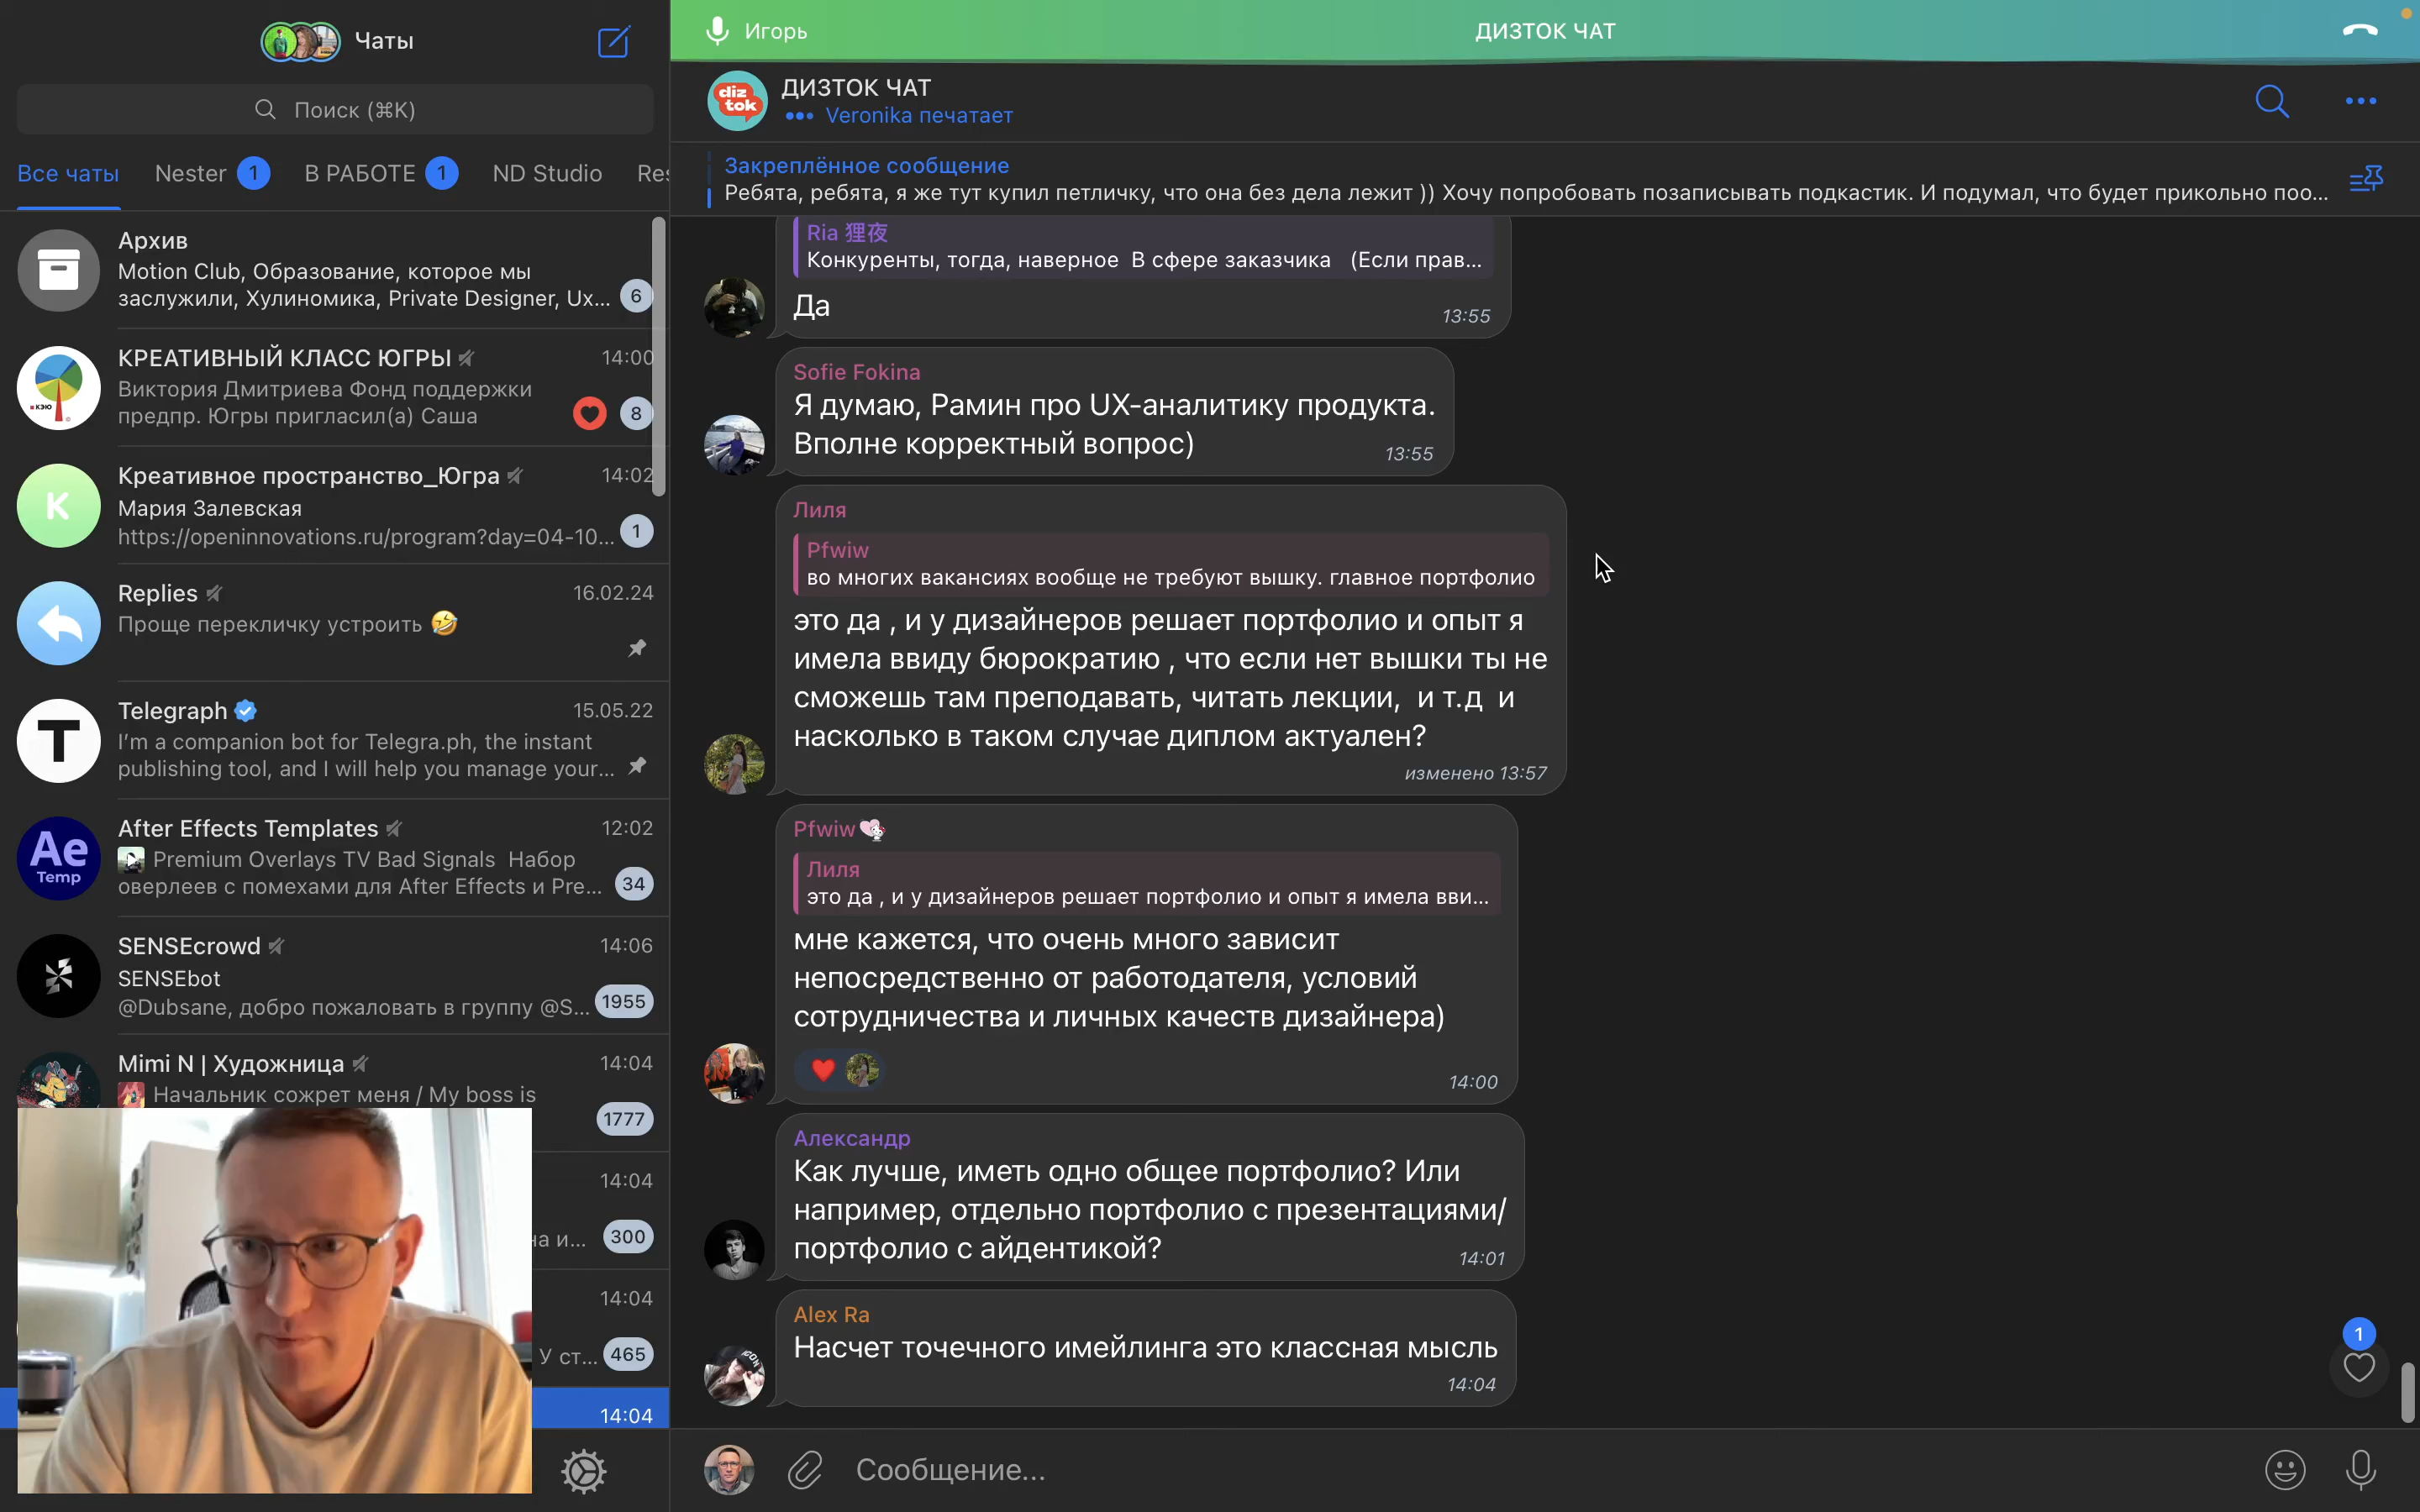 Чаты
Поиск (⌘K)
Все чаты
Nester 1
В РАБОТЕ 1
ND Studio
Res
Архив
Motion Club, Образование, которое мы
заслужили, Хулиномика, Private Designer, Ux...
6
КРЕАТИВНЫЙ КЛАСС ЮГРЫ
14:00
Виктория Дмитриева Фонд поддержки
предпр. Югры пригласил(а) Саша
8
КЭЮ
K
Креативное пространство_Югра
14:02
Мария Залевская
https://openinnovations.ru/program?day=04-10...
1
Replies
16.02.24
Проще перекличку устроить 🤣
T
Telegraph
15.05.22
I'm a companion bot for Telegra.ph, the instant
publishing tool, and I will help you manage your...
Ae
Temp
After Effects Templates
12:02
Premium Overlays TV Bad Signals Набор
оверлеев с помехами для After Effects и Pre...
34
SENSEcrowd
14:06
SENSEbot
@Dubsane, добро пожаловать в группу @S...
1955
Mimi N | Художница
14:04
Начальник сожрет меня / My boss is
1777
14:04
на и...
300
14:04
У ст...
465
14:04
Игорь
ДИЗТОК ЧАТ
diz
tok
ДИЗТОК ЧАТ
Veronika печатает
Закреплённое сообщение
Ребята, ребята, я же тут купил петличку, что она без дела лежит )) Хочу попробовать позаписывать подкастик. И подумал, что будет прикольно поо...
Ria 狸夜
Конкуренты, тогда, наверное В сфере заказчика (Если прав...
Да
13:55
Sofie Fokina
Я думаю, Рамин про UX-аналитику продукта.
Вполне корректный вопрос)
13:55
Лиля
Pfwiw
во многих вакансиях вообще не требуют вышку. главное портфолио
это да , и у дизайнеров решает портфолио и опыт я
имела ввиду бюрократию , что если нет вышки ты не
сможешь там преподавать, читать лекции, и т.д и
насколько в таком случае диплом актуален?
изменено 13:57
Pfwiw
Лиля
это да , и у дизайнеров решает портфолио и опыт я имела вви...
мне кажется, что очень много зависит
непосредственно от работодателя, условий
сотрудничества и личных качеств дизайнера)
14:00
Александр
Как лучше, иметь одно общее портфолио? Или
например, отдельно портфолио с презентациями/
портфолио с айдентикой?
14:01
Alex Ra
Насчет точечного имейлинга это классная мысль
14:04
1
Сообщение...